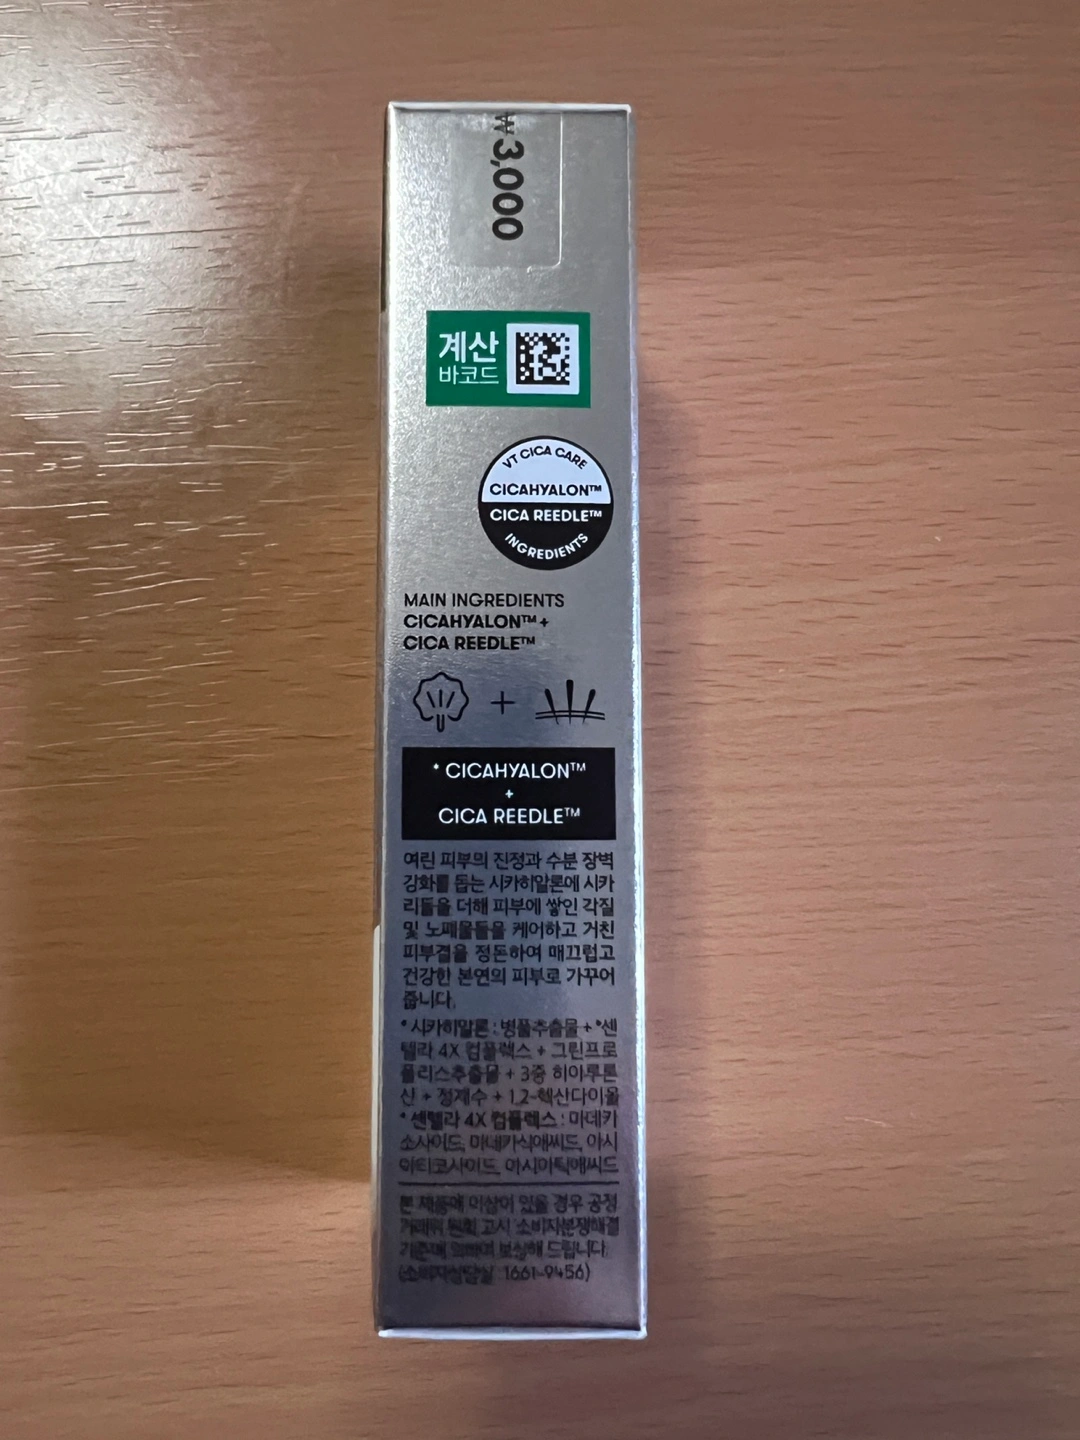 ₩3,000
계산
바코드
VT CICA CARE
CICAHYALON™
CICA REEDLE™
INGREDIENTS
MAIN INGREDIENTS
CICAHYALON™ +
CICA REEDLE™
* CICAHYALON™
+
CICA REEDLE™
여린 피부의 진정과 수분 장벽
강화를 돕는 시카히알론에 시카
리들을 더해 피부에 쌓인 각질
및 노폐물들을 케어하고 거친
피부결을 정돈하여 매끄럽고
건강한 본연의 피부로 가꾸어
줍니다.
* 시카히알론 : 병풀추출물 + *센
텔라 4X 컴플렉스 + 그린프로
폴리스추출물 + 3중 히아루론
산 + 정제수 + 1,2-헥산다이올
* 센텔라 4X 컴플렉스 : 마데카
소사이드, 마데카식애씨드, 아시
아티코사이드, 아시아틱애씨드
본 제품에 이상이 있을 경우 공정
거래위원회 고시 소비자분쟁해결
기준에 의하여 보상해 드립니다.
(소비자상담실 1661-9456)